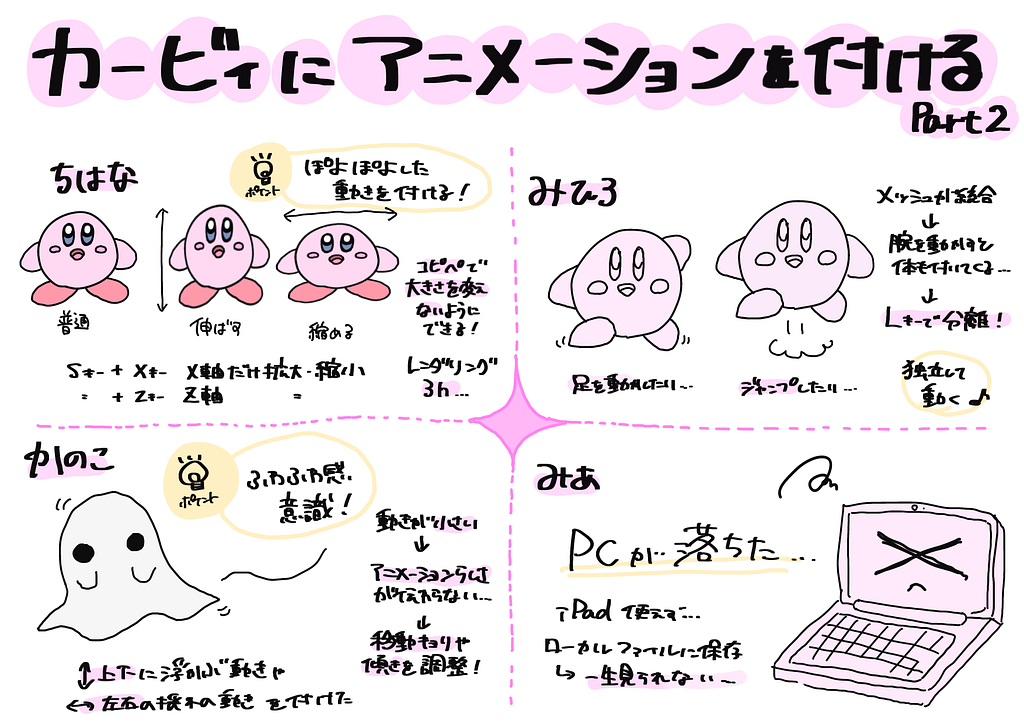 カービィに アニメーションを付ける
Part2
ちはな
ポイント
ぽよぽよした
動きを付ける!
普通
伸ばす
縮める
コピペで
大きさを変え
ないように
できる!
Sキー + Xキー X軸だけ拡大・縮小
〃 + Zキー Z軸 〃
レンダリング
3h...
みひろ
メッシュが結合
↓
腕を動かすと
体も付いてくる...
↓
Lキーで分離!
足を動かしたい...
ジャンプしたい...
独立して
動く♪
かのこ
ポイント
ふわふわ感
意識!
動きが小さい
↓
アニメーションらしさ
が伝わらない...
↓
移動キョリや
傾きを調整!
↕上下に浮かぶ動きや
↔左右の揺れの動きを付けた
みあ
PCが落ちた...
iPad 使えず...
ローカルファイルに保存
↳一生見られない...